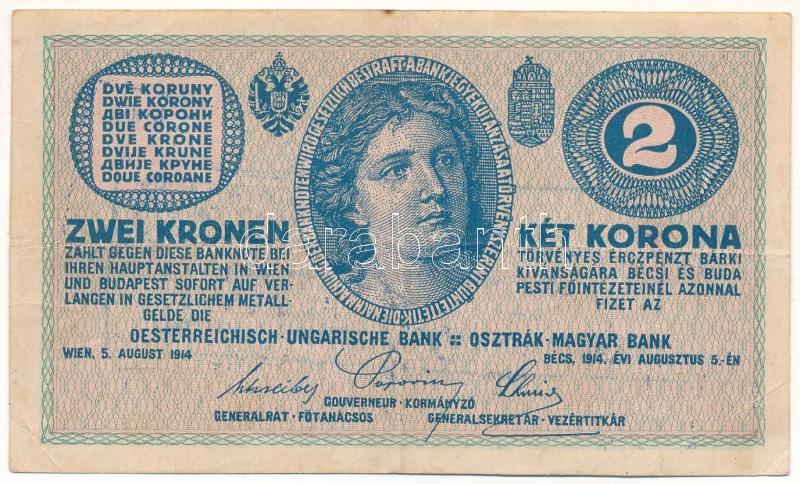 DVĚ KORUNY
DWIE KORONY
ДВІ КОРОНИ
DUE CORONE
DVE KRONE
DVIJE KRUNE
ДВИЈЕ КРУНЕ
DOUE COROANE
2
ZWEI KRONEN
ZAHLT GEGEN DIESE BANKNOTE BEI
IHREN HAUPTANSTALTEN IN WIEN
UND BUDAPEST SOFORT AUF VER-
LANGEN IN GESETZLICHEM METALL-
GELDE DIE
KÉT KORONA
TÖRVÉNYES ÉRCZPÉNZT BÁRKI
KIVÁNSÁGÁRA BÉCSI ÉS BUDA
PESTI FŐINTÉZETEINÉL AZONNAL
FIZET AZ
OESTERREICHISCH-UNGARISCHE BANK :: OSZTRÁK-MAGYAR BANK
WIEN, 5. AUGUST 1914
BÉCS, 1914. ÉVI AUGUSZTUS 5.-ÉN
Popovics
GOUVERNEUR · KORMÁNYZÓ
GENERALRAT · FŐTANÁCSOS
GENERALSEKRETÄR · VEZÉRTITKÁR
darabanth